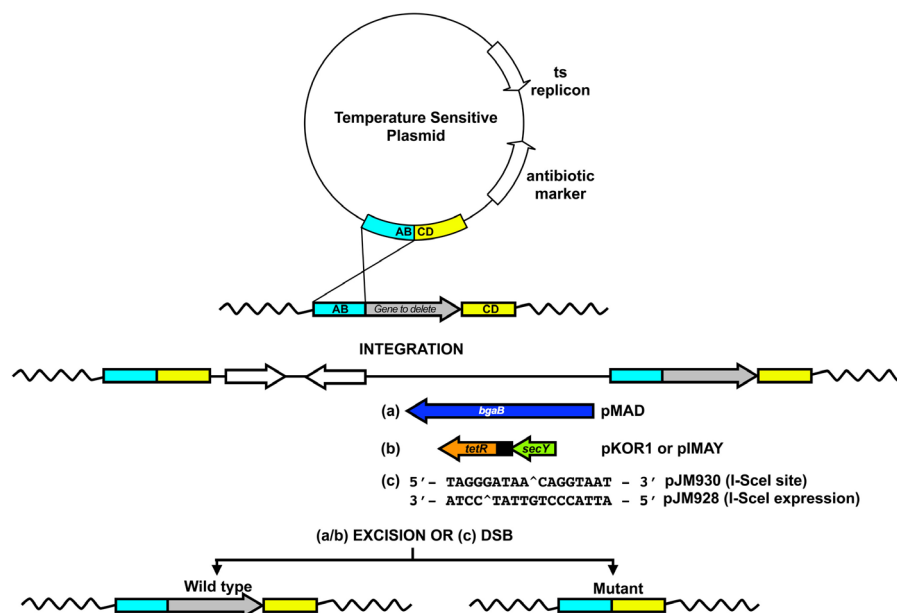 ts
replicon
Temperature Sensitive
Plasmid
antibiotic
marker
AB CD
AB Gene to delete CD
INTEGRATION
(a) bgaB pMAD
(b) tetR secY pKOR1 or pIMAY
(c) 5′- TAGGGATAA^CAGGTAAT - 3′ pJM930 (I-SceI site)
3′- ATCC^TATTGTCCCATTA - 5′ pJM928 (I-SceI expression)
(a/b) EXCISION OR (c) DSB
Wild type Mutant